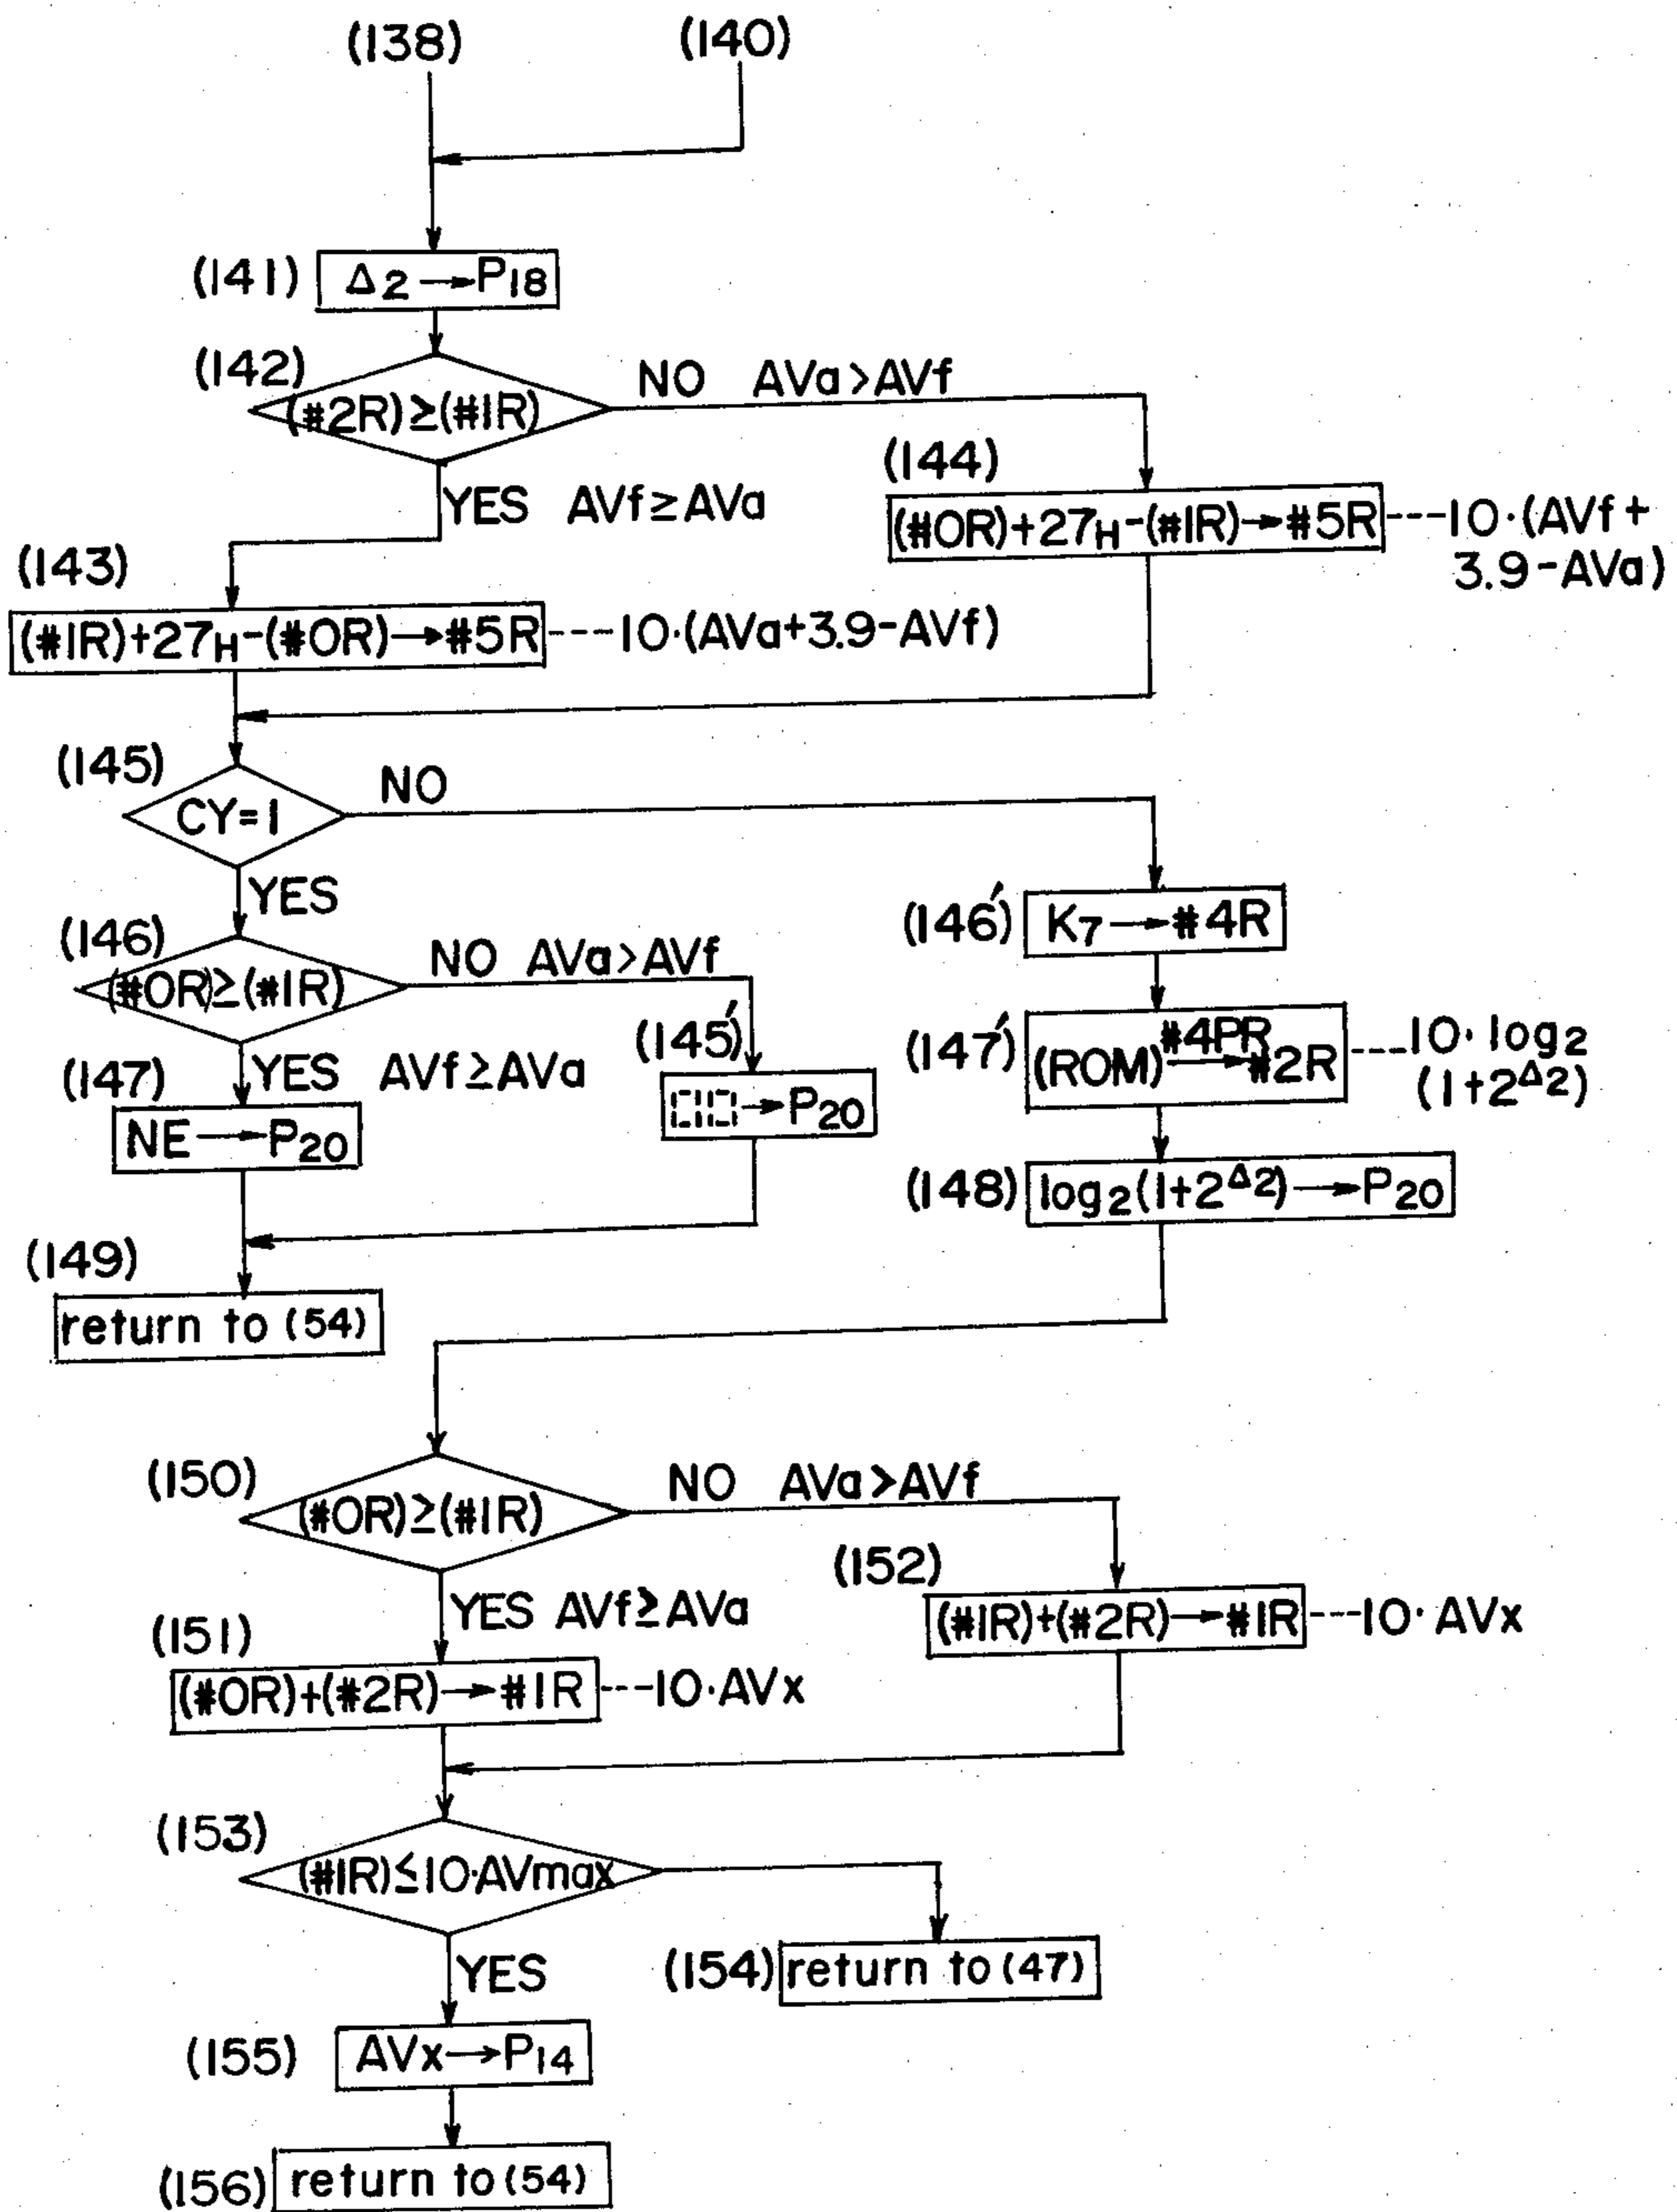 (138) (140)
(141) Δ2 → P18
(142) (#2R) ≥ (#1R)
NO AVa > AVf
YES AVf ≥ AVa
(144)
(#0R)+27H-(#1R) → #5R ---10·(AVf +
3.9-AVa)
(143)
(#1R)+27H-(#0R) → #5R ----10·(AVa+3.9-AVf)
(145)
CY=1
NO
YES
(146')
K7 → #4R
(146)
(#0R) ≥ (#1R)
NO AVa > AVf
YES AVf ≥ AVa
(145')
→ P20
(147')
(ROM) #4PR → #2R ---10·log2
(1+2^Δ2)
(147)
NE → P20
(148) log2(1+2^Δ2) → P20
(149)
return to (54)
(150)
(#0R) ≥ (#1R)
NO AVa > AVf
YES AVf ≥ AVa
(152)
(#1R)+(#2R) → #1R ---10·AVx
(151)
(#0R)+(#2R) → #1R ---10·AVx
(153)
(#1R) ≤ 10·AVmax
YES
(154) return to (47)
(155) AVx → P14
(156) return to (54)